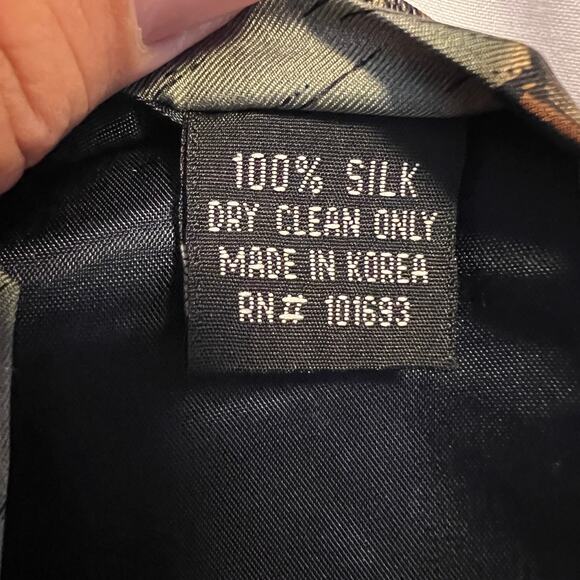 100% SILK
DRY CLEAN ONLY
MADE IN KOREA
RN# 101693